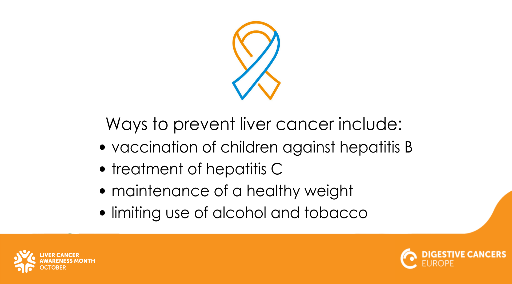 Ways to prevent liver cancer include:
• vaccination of children against hepatitis B
• treatment of hepatitis C
• maintenance of a healthy weight
• limiting use of alcohol and tobacco
LIVER CANCER
AWARENESS MONTH
OCTOBER
DIGESTIVE CANCERS
EUROPE